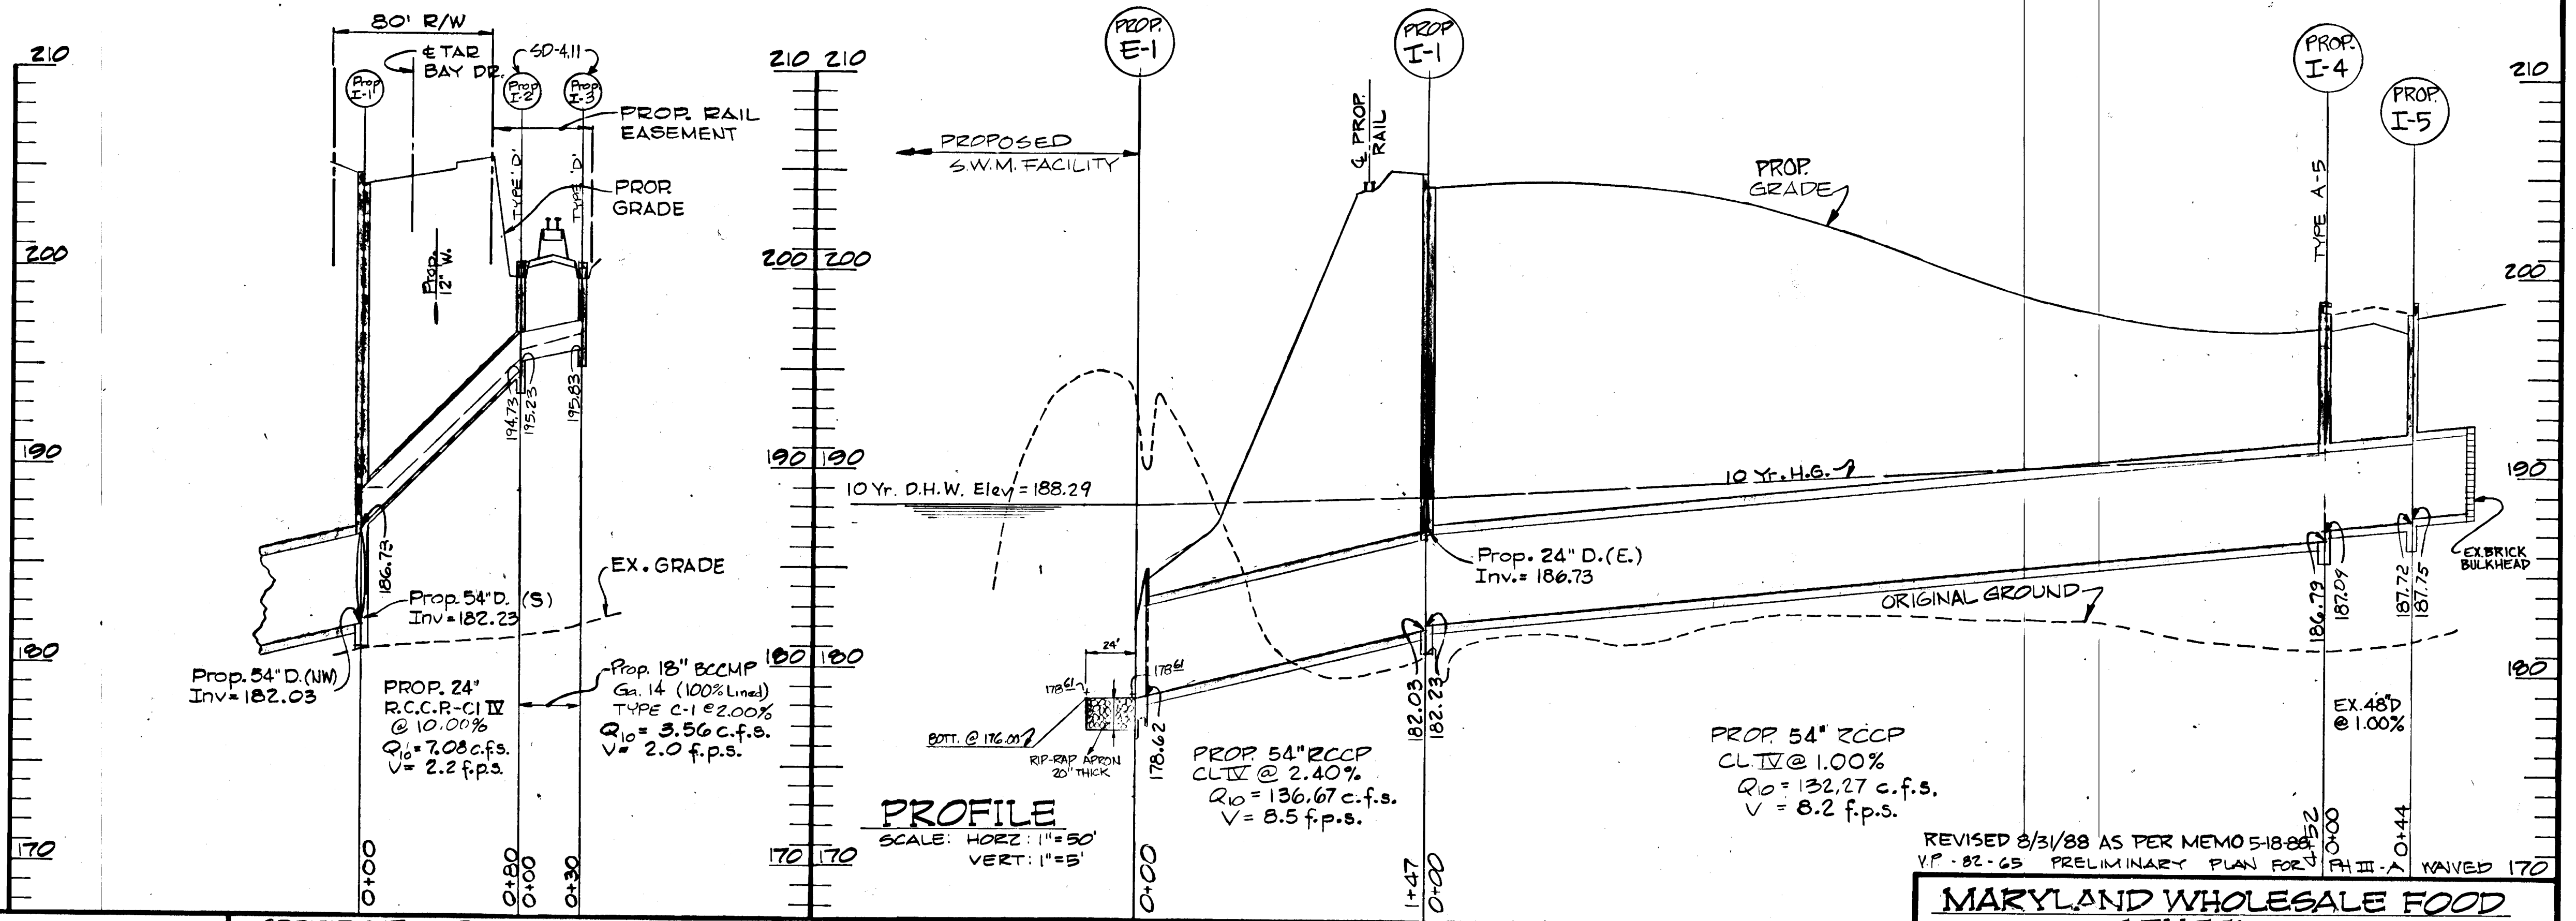 80' R/W
℄ TAR
BAY DR.
SD-4.11
Prop
I-1
Prop
I-2
Prop
I-3
PROP. RAIL
EASEMENT
TYPE 'D'
TYPE 'D'
PROP.
GRADE
Prop.
12" W.
194.73
195.23
195.83
186.73
EX. GRADE
Prop. 54" D. (S)
Inv = 182.23
Prop. 54" D. (NW)
Inv = 182.03
PROP. 24"
R.C.C.P.-Cl IV
@ 10.00%
Q10 = 7.08 c.f.s.
V = 2.2 f.p.s.
Prop. 18" BCCMP
Ga. 14 (100% Lined)
TYPE C-1 @ 2.00%
Q10 = 3.56 c.f.s.
V = 2.0 f.p.s.
0+00
0+80
0+00
0+30
210
200
190
180
170
210 210
200 200
190 190
180 180
170 170
PROP.
E-1
PROP
I-1
PROP.
I-4
PROP.
I-5
PROPOSED
S.W.M. FACILITY
℄ PROP.
RAIL
PROP.
GRADE
TYPE A-5
10 Yr. D.H.W. Elev = 188.29
10 Yr. H.G.
Prop. 24" D. (E.)
Inv. = 186.73
ORIGINAL GROUND
EX. BRICK
BULKHEAD
24'
178.61
178.61
BOTT. @ 176.00
RIP-RAP APRON
20" THICK
178.62
182.03
182.23
186.79
187.09
187.72
187.75
PROP. 54" RCCP
CL IV @ 2.40%
Q10 = 136.67 c.f.s.
V = 8.5 f.p.s.
PROP. 54" RCCP
CL. IV @ 1.00%
Q10 = 132.27 c.f.s.
V = 8.2 f.p.s.
EX. 48" D
@ 1.00%
PROFILE
SCALE: HORZ: 1"=50'
VERT: 1"=5'
0+00
1+47
0+00
4+52
0+00
0+44
210
200
190
180
170
REVISED 8/31/88 AS PER MEMO 5-18-88
V.P - 82-65 PRELIMINARY PLAN FOR PH III-A WAIVED
MARYLAND WHOLESALE FOOD